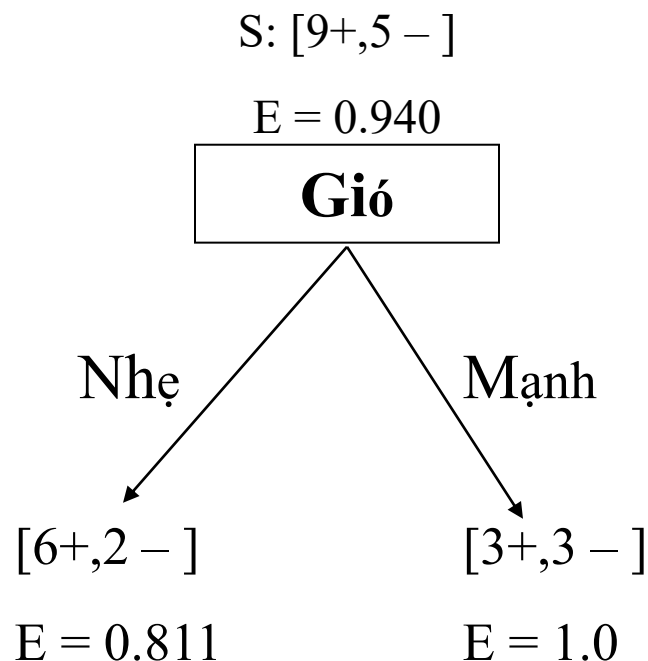 S: [9+,5 – ]
E = 0.940
Gió
Nhẹ
Mạnh
[6+,2 – ]
[3+,3 – ]
E = 0.811
E = 1.0